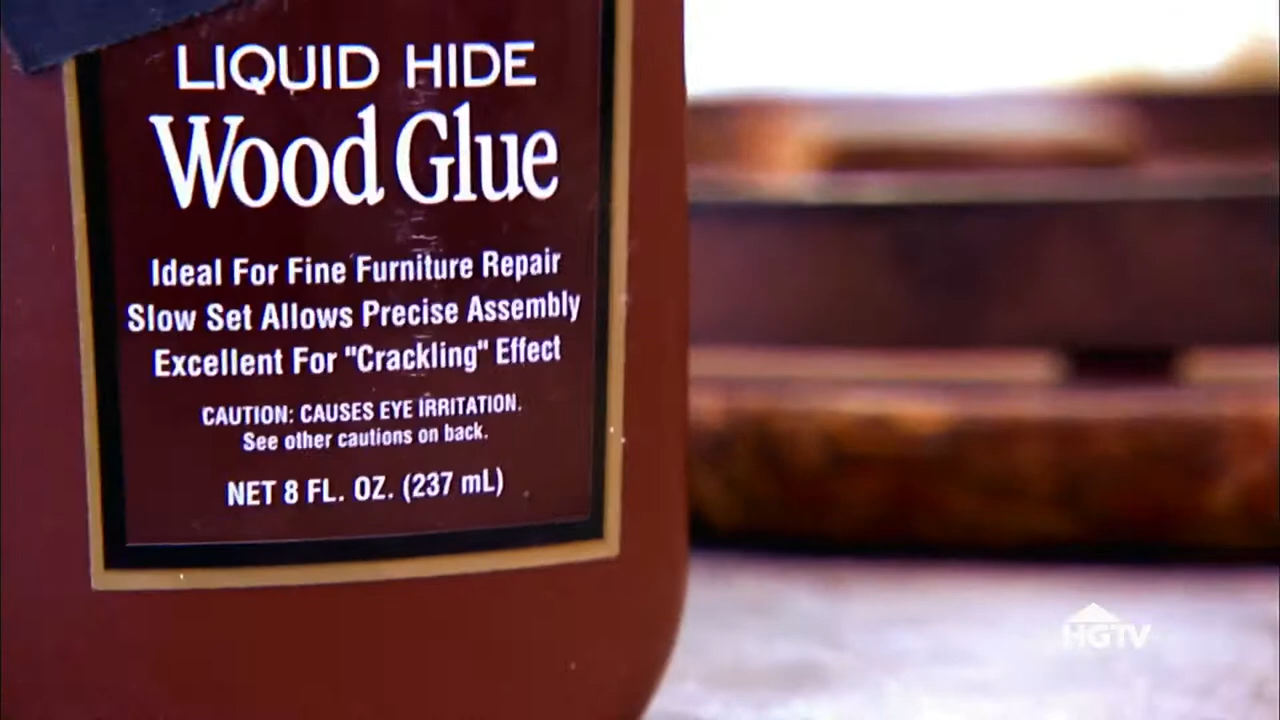 LIQUID HIDE
Wood Glue
Ideal For Fine Furniture Repair
Slow Set Allows Precise Assembly
Excellent For "Crackling" Effect
CAUTION: CAUSES EYE IRRITATION.
See other cautions on back.
NET 8 FL. OZ. (237 mL)
HGTV